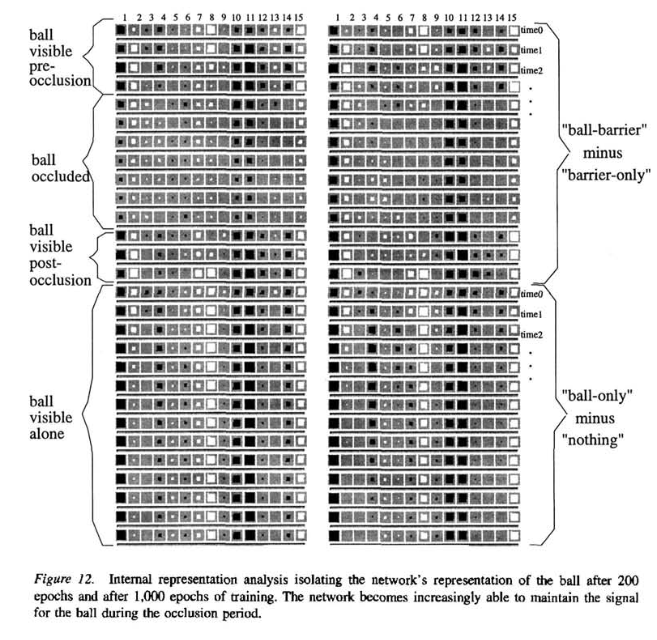 1 2 3 4 5 6 7 8 9 10 11 12 13 14 15
1 2 3 4 5 6 7 8 9 10 11 12 13 14 15
ball
visible
pre-
occlusion
ball
occluded
ball
visible
post-
occlusion
ball
visible
alone
time0
time1
time2
"ball-barrier"
minus
"barrier-only"
time0
time1
time2
"ball-only"
minus
"nothing"
Figure 12. Internal representation analysis isolating the network's representation of the ball after 200
epochs and after 1,000 epochs of training. The network becomes increasingly able to maintain the signal
for the ball during the occlusion period.